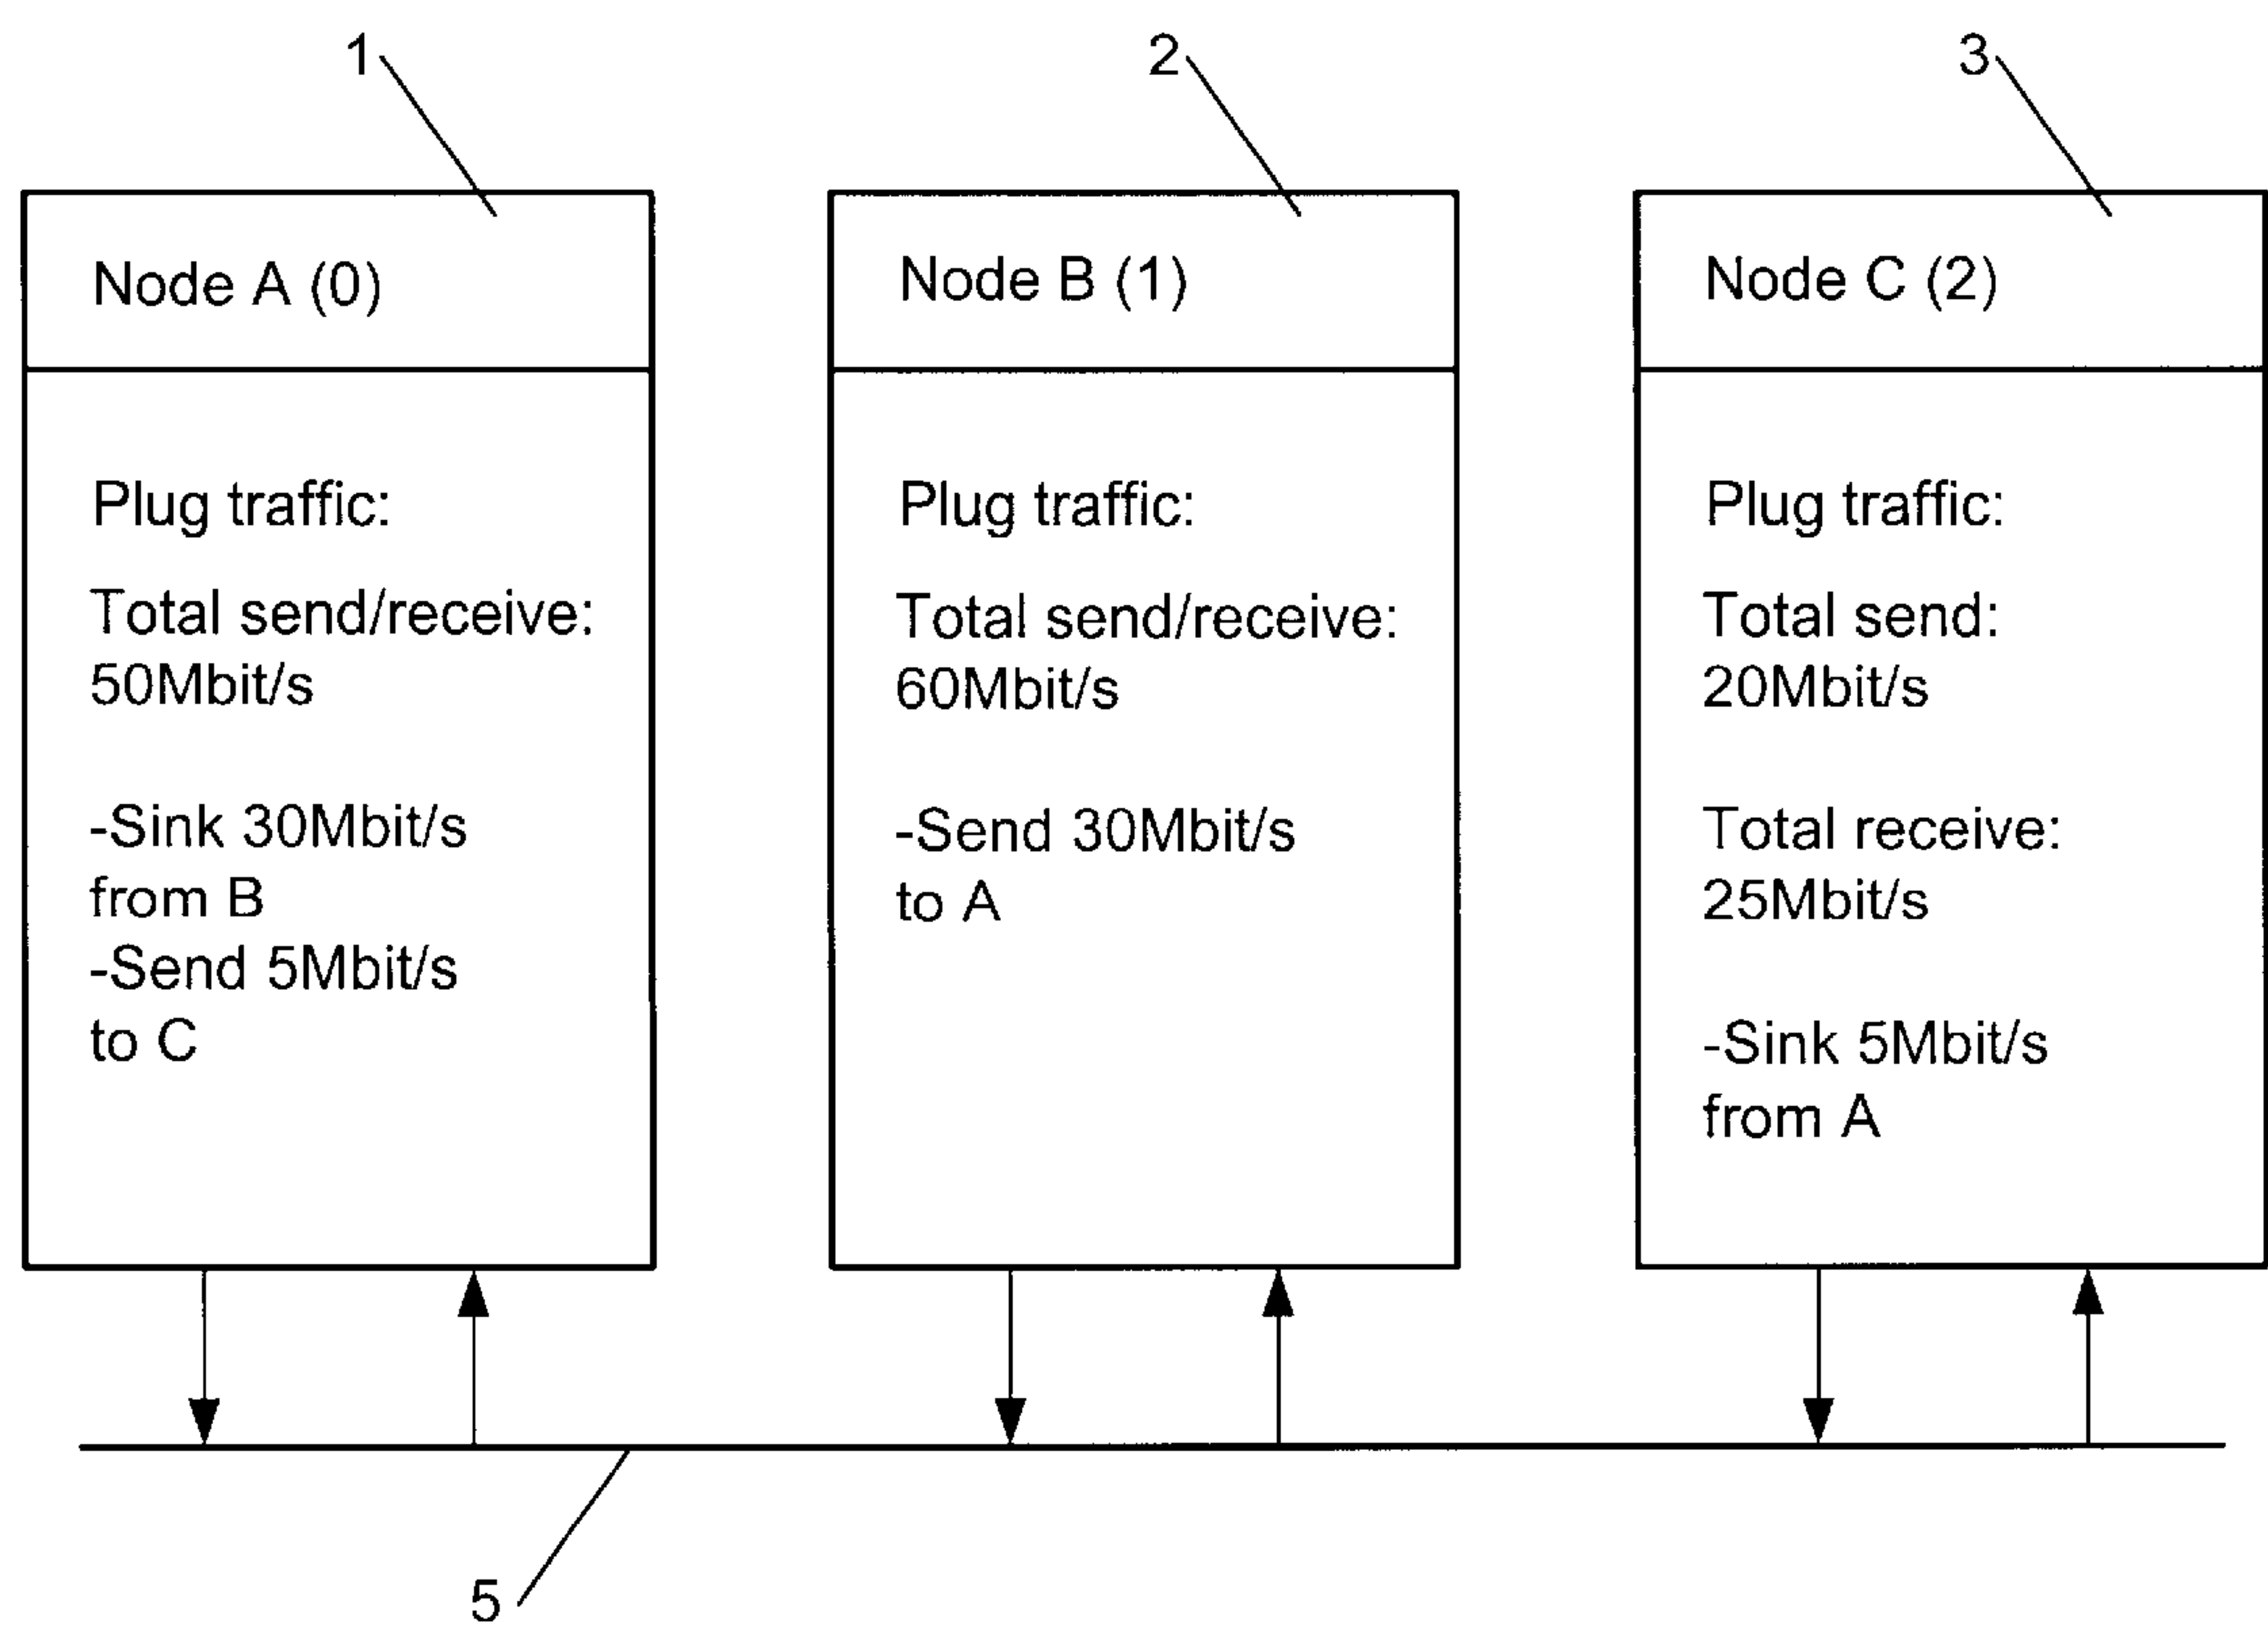 1
2
3
Node A (0)
Plug traffic:
Total send/receive:
50Mbit/s
-Sink 30Mbit/s
from B
-Send 5Mbit/s
to C
Node B (1)
Plug traffic:
Total send/receive:
60Mbit/s
-Send 30Mbit/s
to A
Node C (2)
Plug traffic:
Total send:
20Mbit/s
Total receive:
25Mbit/s
-Sink 5Mbit/s
from A
5